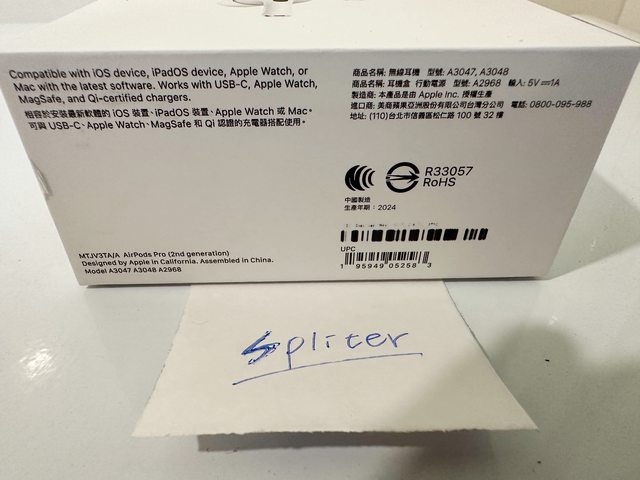 Compatible with iOS device, iPadOS device, Apple Watch, or
Mac with the latest software. Works with USB-C, Apple Watch,
MagSafe, and Qi-certified chargers.
相容於安裝最新軟體的 iOS 裝置、iPadOS 裝置、Apple Watch 或 Mac。
可與 USB-C、Apple Watch、MagSafe 和 Qi 認證的充電器搭配使用。
MTJV3TA/A AirPods Pro (2nd generation)
Designed by Apple in California. Assembled in China.
Model A3047 A3048 A2968
商品名稱: 無線耳機 型號: A3047, A3048
商品名稱: 耳機盒 行動電源 型號: A2968 輸入: 5V⎓1A
製造商: 本產品是由 Apple Inc. 授權生產
進口商: 美商蘋果亞洲股份有限公司台灣分公司 電話: 0800-095-988
地址: (110)台北市信義區松仁路 100 號 32 樓
R33057
RoHS
中國製造
生產年期: 2024
UPC
1 95949 05258 3
Spliter